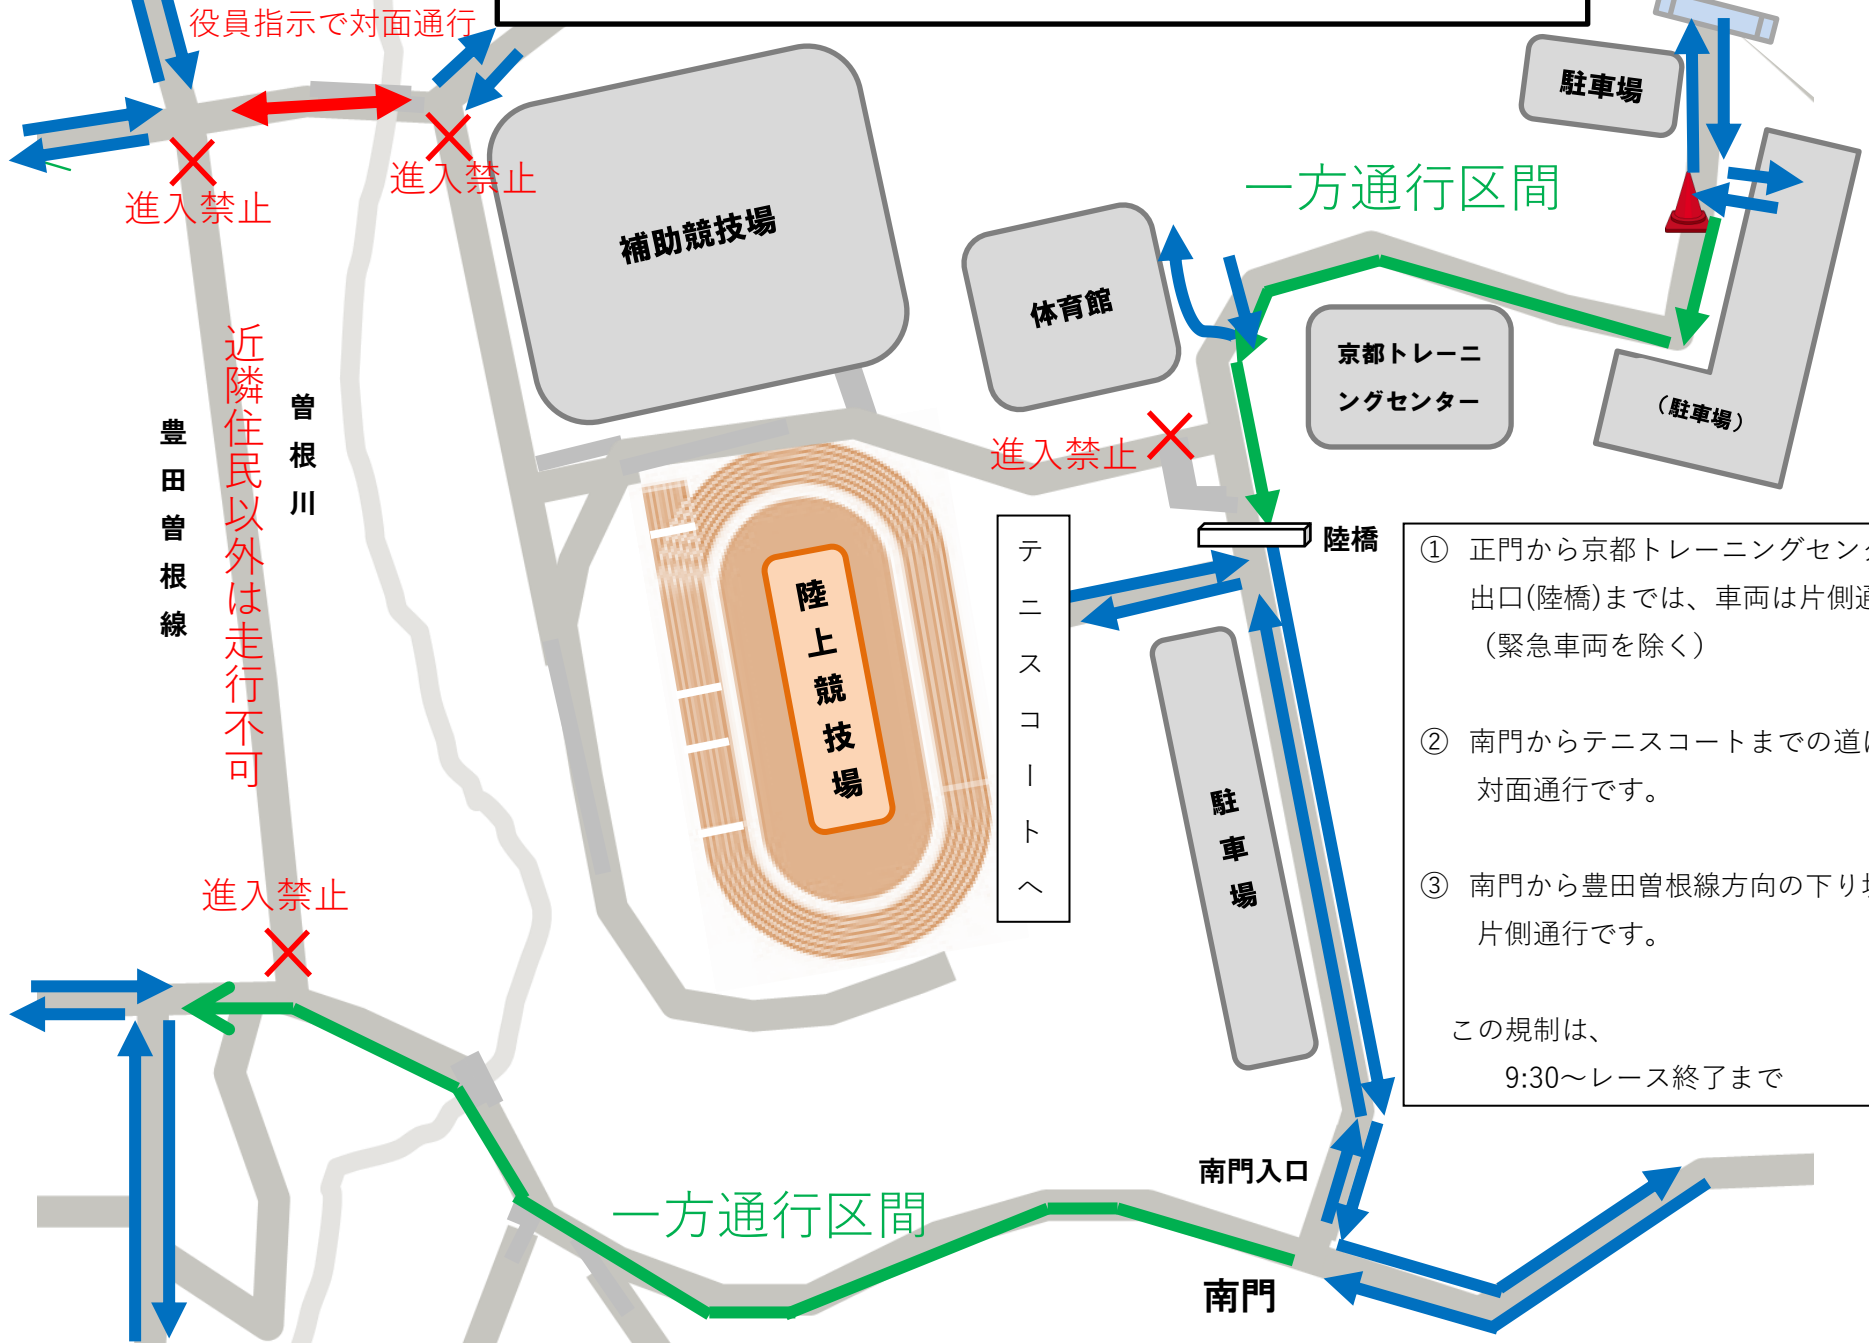 役員指示で対面通行
駐車場
一方通行区間
進入禁止
進入禁止
補助競技場
体育館
京都トレーニ
ングセンター
(駐車場)
近隣住民以外は走行不可
曽根川
豊田曽根線
進入禁止
陸橋
テニスコートへ
陸上競技場
駐車場
① 正門から京都トレーニングセン
出口(陸橋)までは、車両は片側
(緊急車両を除く)
② 南門からテニスコートまでの道
対面通行です。
③ 南門から豊田曽根線方向の下り
片側通行です。
この規制は、
9:30～レース終了まで
進入禁止
南門入口
一方通行区間
南門